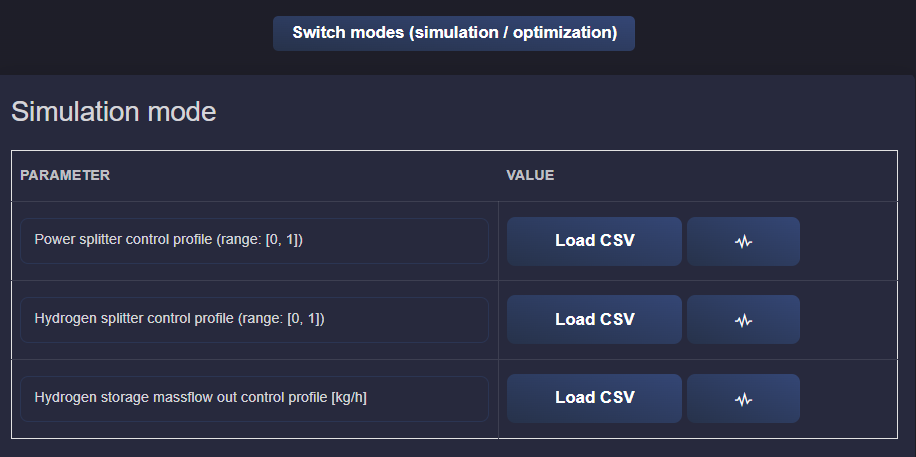 Switch modes (simulation / optimization)
Simulation mode
PARAMETER VALUE
Power splitter control profile (range: [0, 1]) Load CSV
Hydrogen splitter control profile (range: [0, 1]) Load CSV
Hydrogen storage massflow out control profile [kg/h] Load CSV